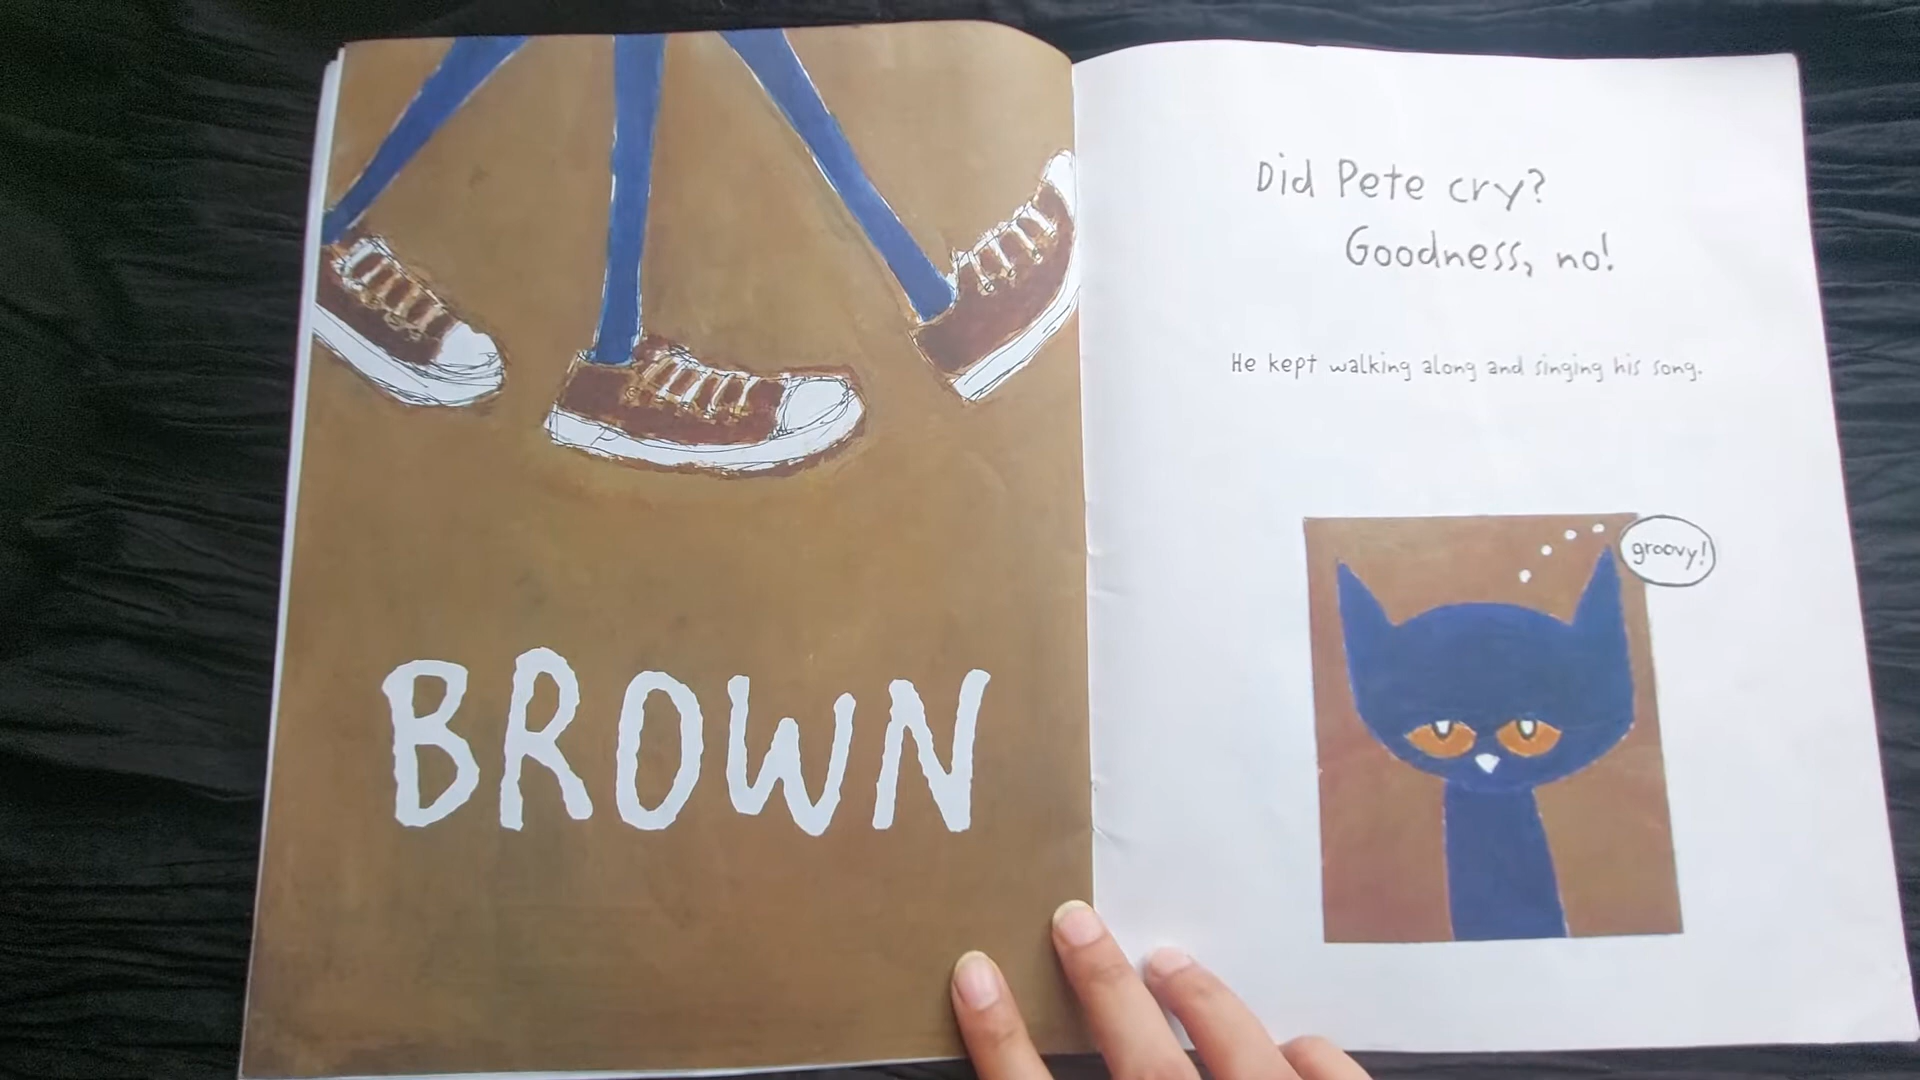 BROWN
Did Pete cry?
Goodness, no!
He kept walking along and singing his song.
groovy!